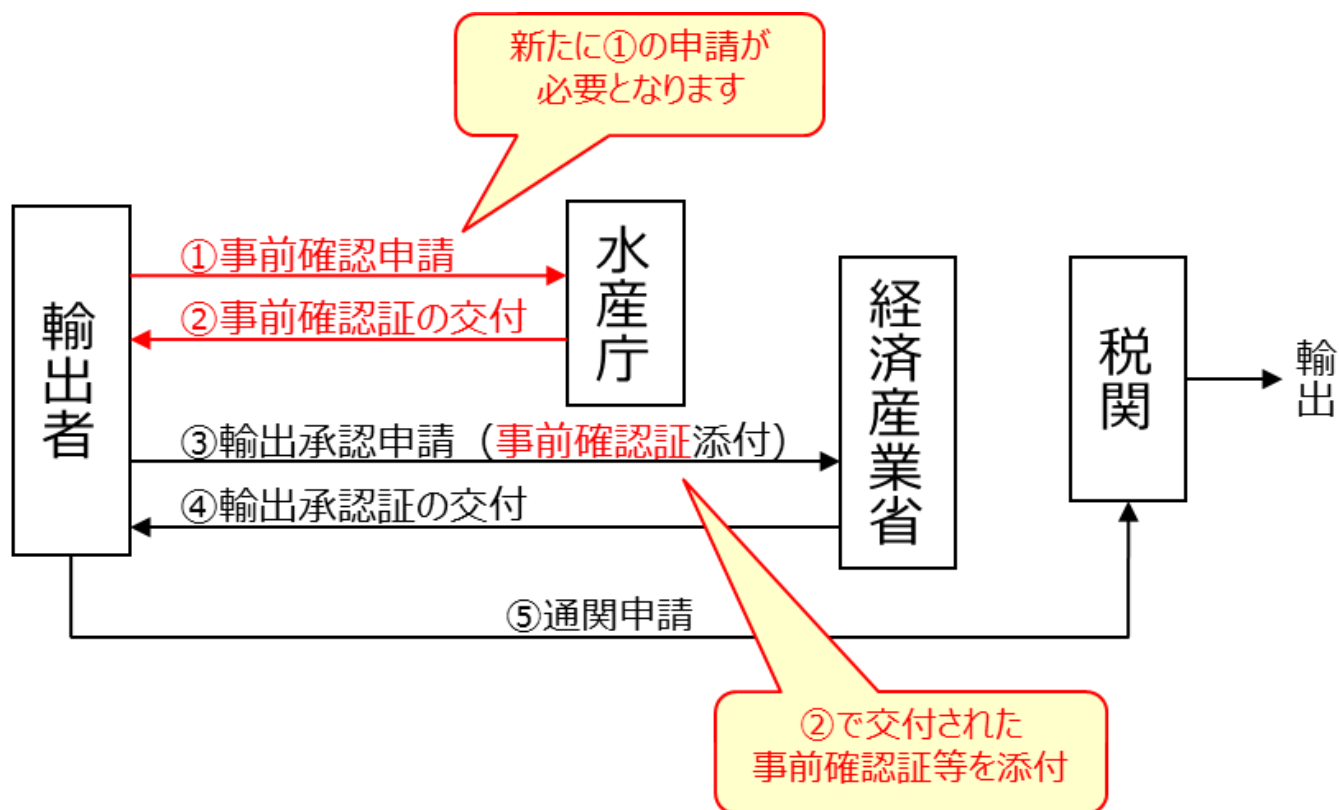 新たに①の申請が
必要となります
輸出者
①事前確認申請
②事前確認証の交付
水産庁
③輸出承認申請（事前確認証添付）
④輸出承認証の交付
経済産業省
税関
輸出
⑤通関申請
②で交付された
事前確認証等を添付